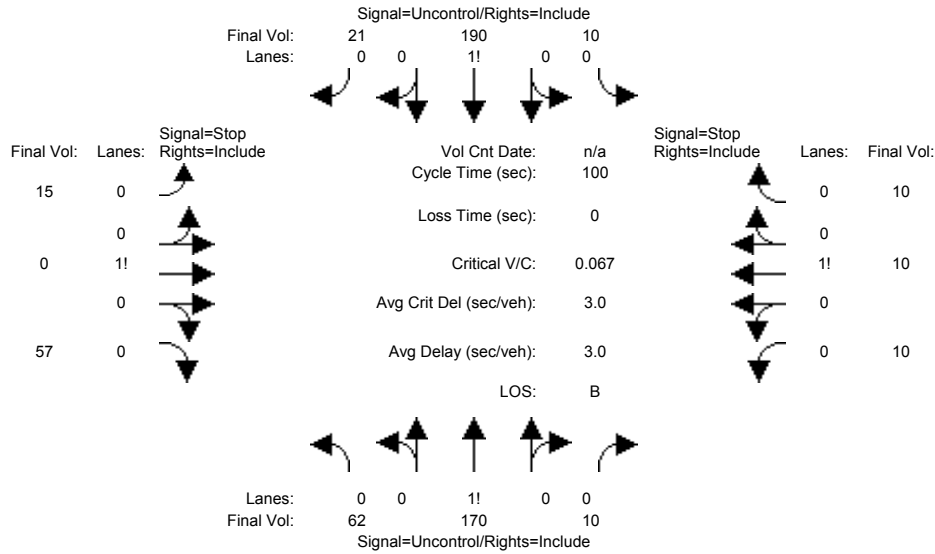 Signal=Uncontrol/Rights=Include
Final Vol: 21 190 10
Lanes: 0 0 1! 0 0
Signal=Stop
Final Vol: Lanes: Rights=Include
Vol Cnt Date: n/a
Signal=Stop
Rights=Include Lanes: Final Vol:
Cycle Time (sec): 100
15 0
0 10
Loss Time (sec): 0
0
0
0 1!
Critical V/C: 0.067
1! 10
0
Avg Crit Del (sec/veh): 3.0
0
57 0
Avg Delay (sec/veh): 3.0
0 10
LOS: B
Lanes: 0 0 1! 0 0
Final Vol: 62 170 10
Signal=Uncontrol/Rights=Include